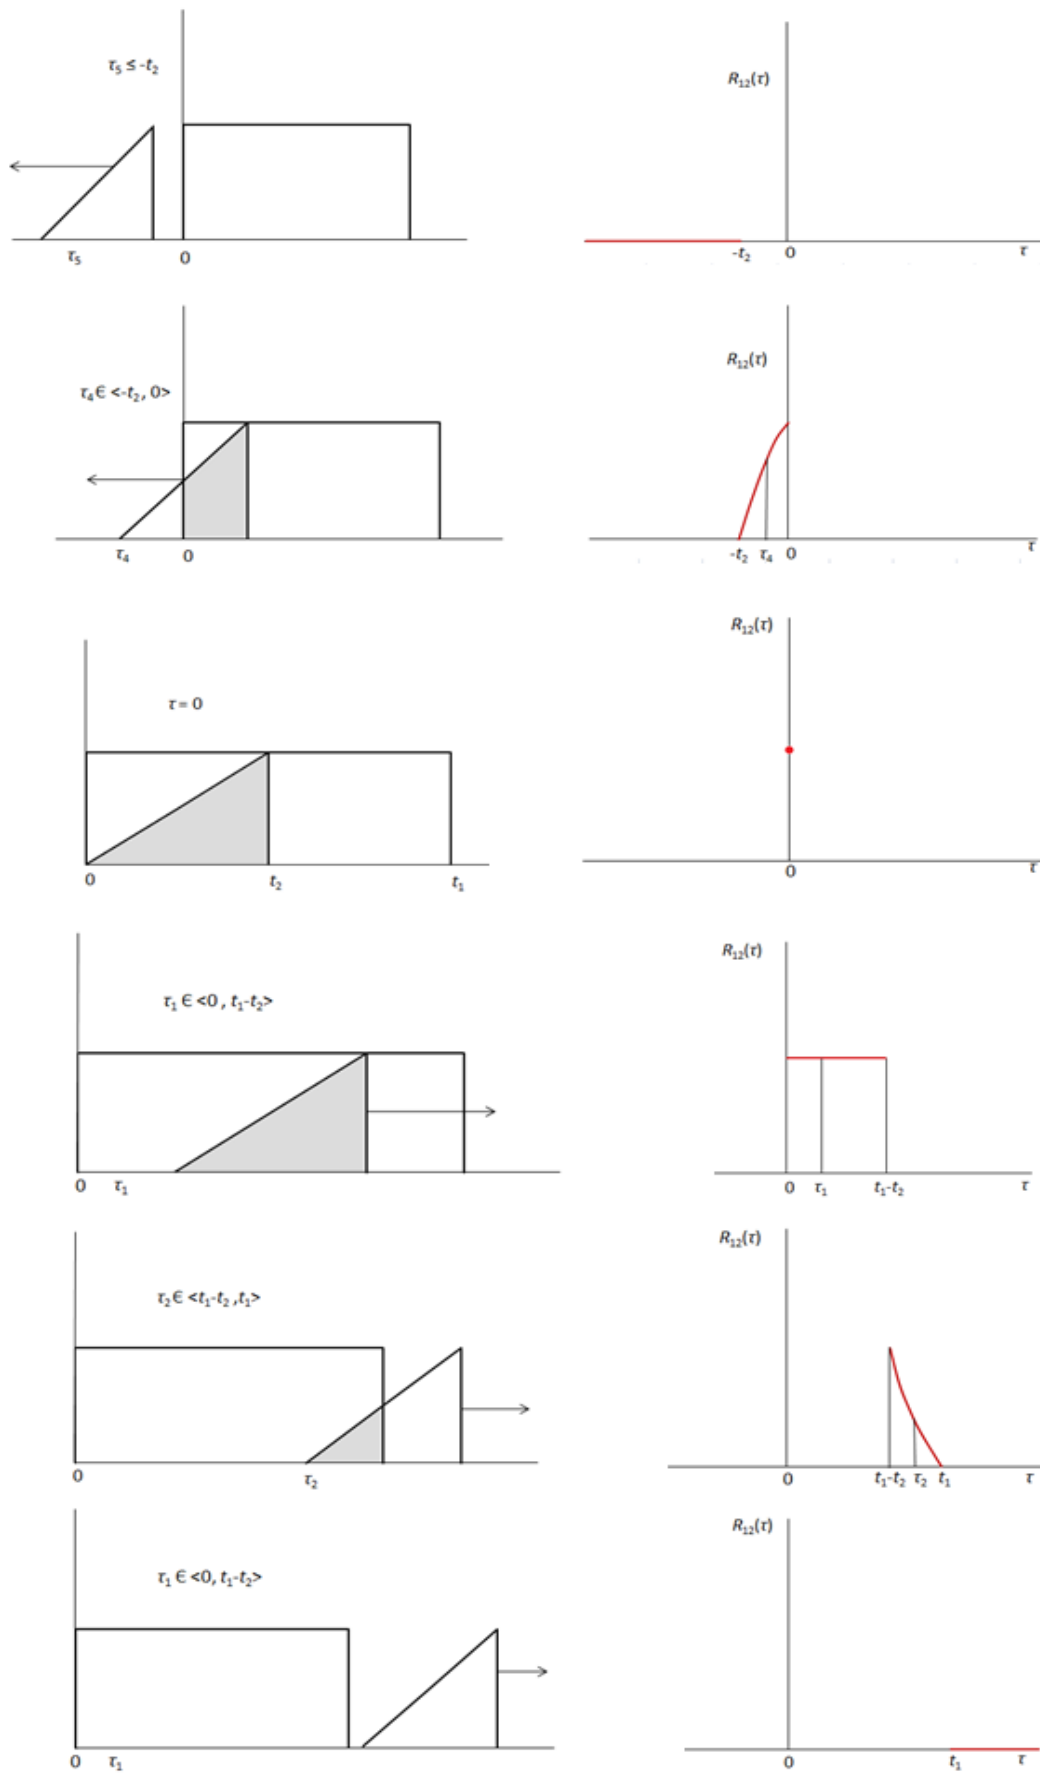 τ₅ ≤ -t₂
R₁₂(τ)
τ₅
0
-t₂
0
τ
τ₄ ∈ <-t₂, 0>
R₁₂(τ)
τ₄
0
-t₂
τ₄
0
τ
τ = 0
R₁₂(τ)
0
t₂
t₁
0
τ
τ₁ ∈ <0 , t₁-t₂>
R₁₂(τ)
0
τ₁
0
τ₁
t₁-t₂
τ
τ₂ ∈ <t₁-t₂ ,t₁>
R₁₂(τ)
0
τ₂
0
t₁-t₂
τ₂
t₁
τ
τ₁ ∈ <0, t₁-t₂>
R₁₂(τ)
0
τ₁
0
t₁
τ